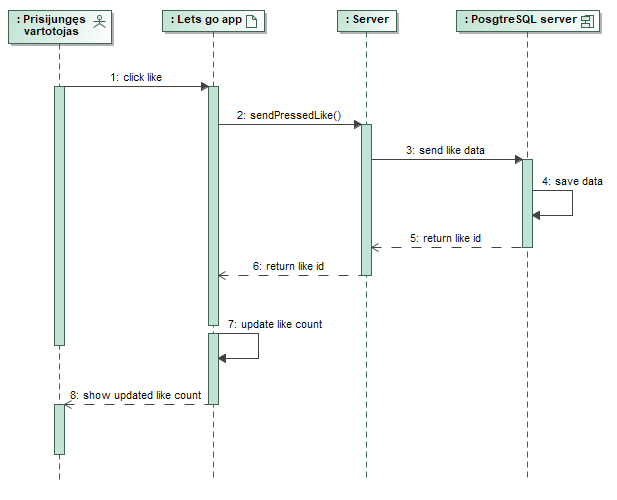 : Prisijungęs
vartotojas
: Lets go app
: Server
: PosgtreSQL server
1: click like
2: sendPressedLike()
3: send like data
4: save data
5: return like id
6: return like id
7: update like count
8: show updated like count